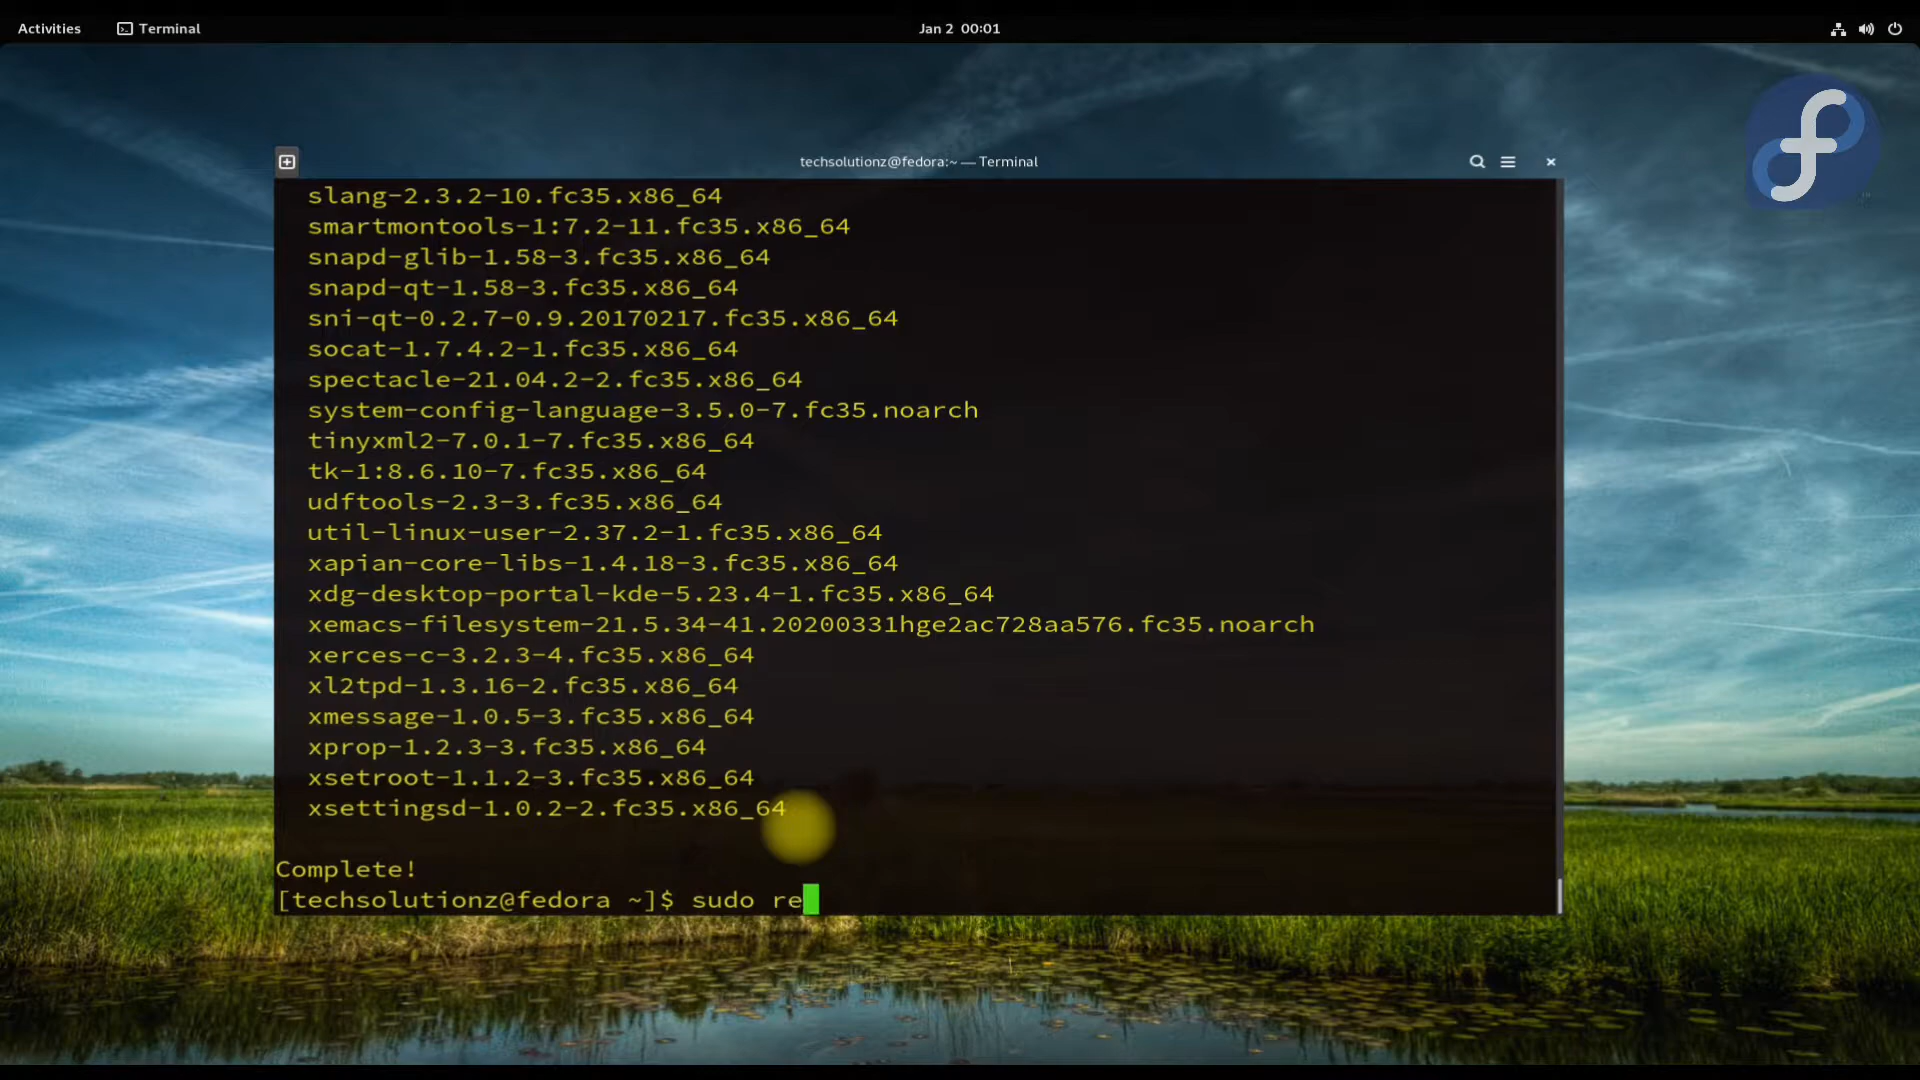 Activities
Terminal
Jan 2 00:01
techsolutionz@fedora:~ — Terminal
slang-2.3.2-10.fc35.x86_64
smartmontools-1:7.2-11.fc35.x86_64
snapd-glib-1.58-3.fc35.x86_64
snapd-qt-1.58-3.fc35.x86_64
sni-qt-0.2.7-0.9.20170217.fc35.x86_64
socat-1.7.4.2-1.fc35.x86_64
spectacle-21.04.2-2.fc35.x86_64
system-config-language-3.5.0-7.fc35.noarch
tinyxml2-7.0.1-7.fc35.x86_64
tk-1:8.6.10-7.fc35.x86_64
udftools-2.3-3.fc35.x86_64
util-linux-user-2.37.2-1.fc35.x86_64
xapian-core-libs-1.4.18-3.fc35.x86_64
xdg-desktop-portal-kde-5.23.4-1.fc35.x86_64
xemacs-filesystem-21.5.34-41.20200331hge2ac728aa576.fc35.noarch
xerces-c-3.2.3-4.fc35.x86_64
xl2tpd-1.3.16-2.fc35.x86_64
xmessage-1.0.5-3.fc35.x86_64
xprop-1.2.3-3.fc35.x86_64
xsetroot-1.1.2-3.fc35.x86_64
xsettingsd-1.0.2-2.fc35.x86_64
Complete!
[techsolutionz@fedora ~]$ sudo re